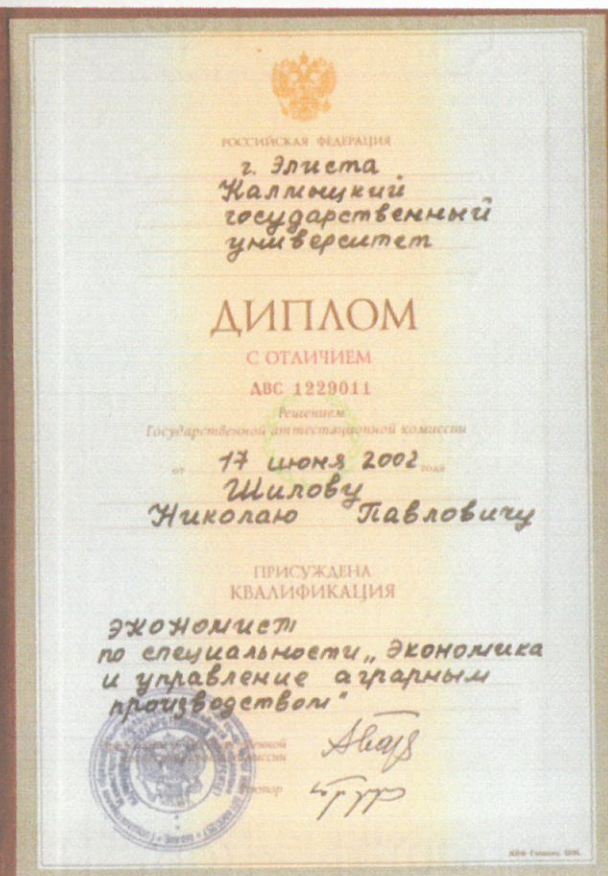 РОССИЙСКАЯ ФЕДЕРАЦИЯ
г. Элиста
Калмыцкий
государственный
университет
ДИПЛОМ
С ОТЛИЧИЕМ
АВС 1229011
Решением
Государственной аттестационной комиссии
от 17 июня 2002 года
Шилову
Николаю Павловичу
ПРИСУЖДЕНА
КВАЛИФИКАЦИЯ
экономист
по специальности „Экономика
и управление аграрным
производством"
Ректор